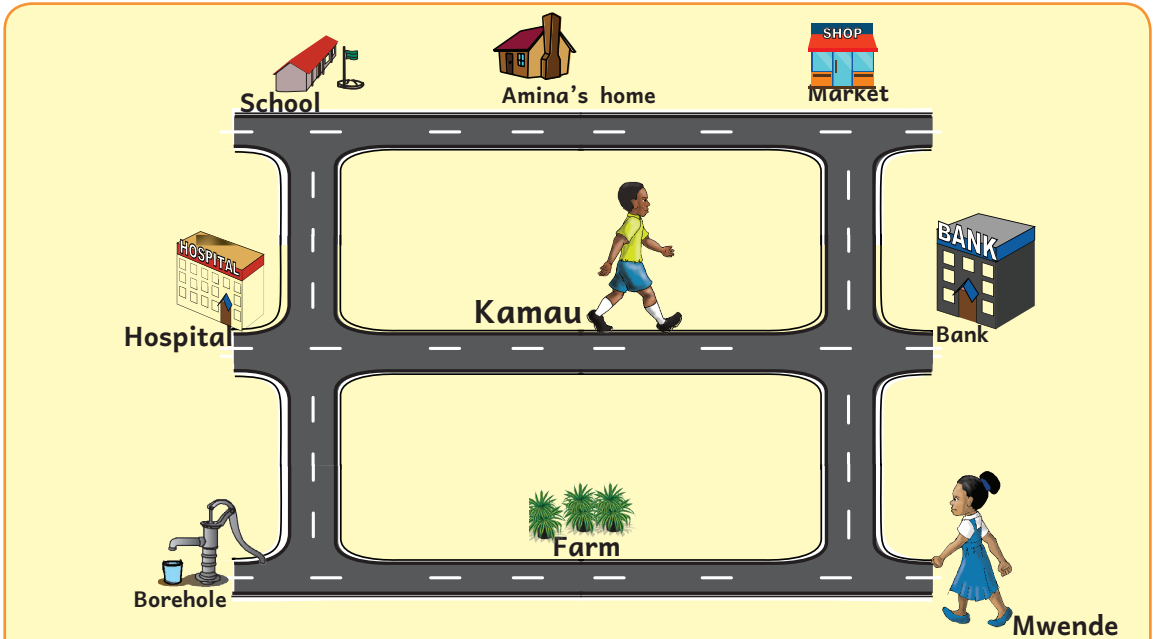 SHOP
School
Amina's home
Market
HOSPITAL
BANK
Kamau
Hospital
Bank
Farm
Borehole
Mwende